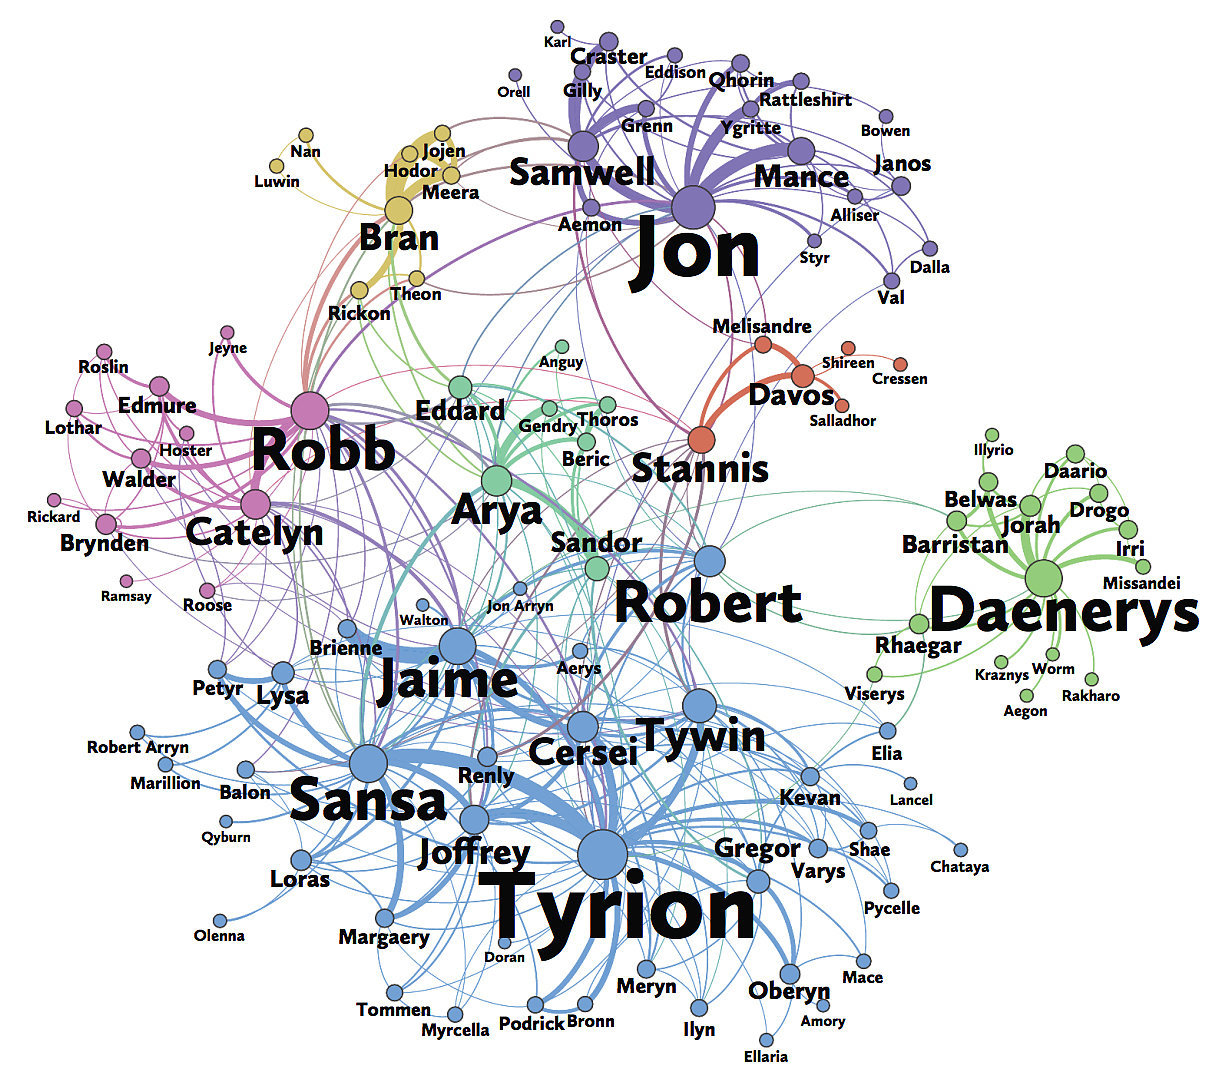 Karl
Craster
Eddison
Qhorin
Orell
Gilly
Rattleshirt
Grenn
Ygritte
Bowen
Nan
Jojen
Hodor
Luwin
Meera
Samwell
Mance
Janos
Aemon
Alliser
Bran
Jon
Styr
Dalla
Theon
Rickon
Val
Melisandre
Jeyne
Anguy
Shireen
Roslin
Cressen
Davos
Edmure
Eddard
Gendry
Thoros
Salladhor
Lothar
Hoster
Robb
Beric
Stannis
Illyrio
Walder
Daario
Belwas
Drogo
Rickard
Arya
Jorah
Catelyn
Brynden
Sandor
Barristan
Irri
Missandei
Ramsay
Roose
Jon Arryn
Robert
Daenerys
Walton
Brienne
Rhaegar
Aerys
Kraznys
Worm
Petyr
Lysa
Jaime
Viserys
Rakharo
Aegon
Robert Arryn
Cersei
Tywin
Elia
Marillion
Balon
Sansa
Renly
Kevan
Lancel
Qyburn
Joffrey
Gregor
Shae
Varys
Chataya
Loras
Tyrion
Pycelle
Olenna
Margaery
Doran
Meryn
Oberyn
Mace
Tommen
Myrcella
Podrick
Bronn
Ilyn
Amory
Ellaria